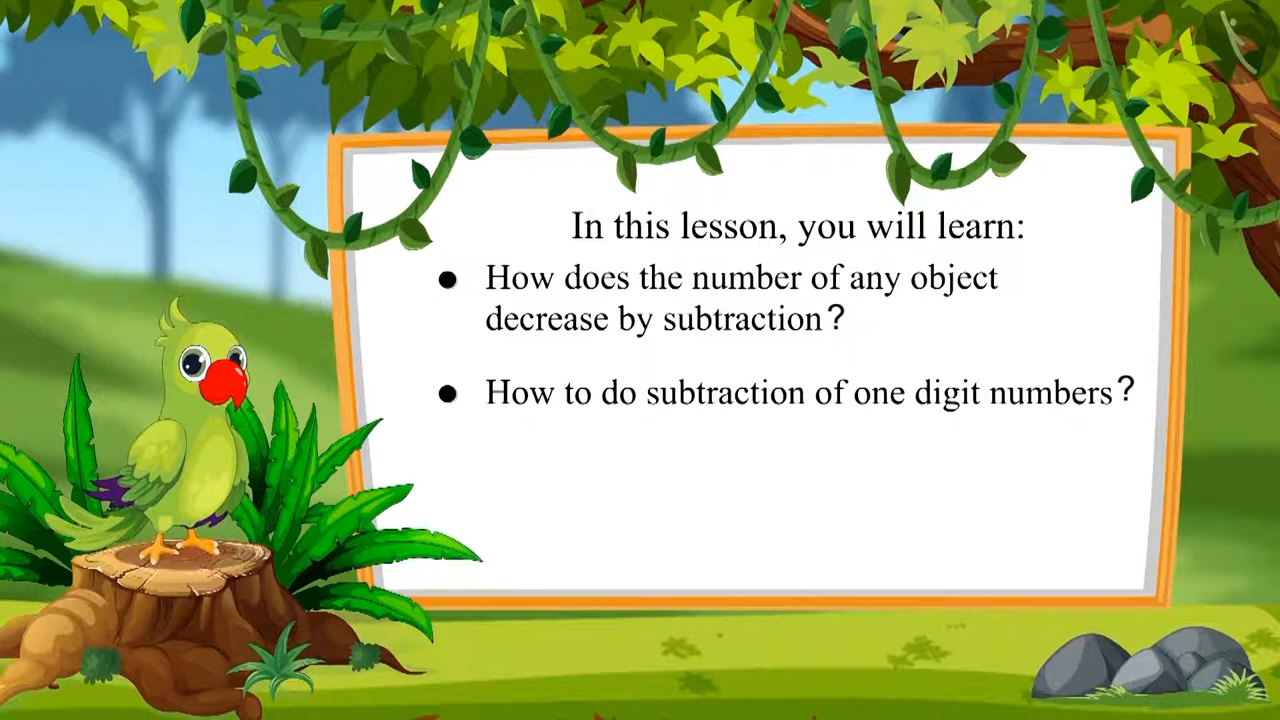 In this lesson, you will learn:
● How does the number of any object
decrease by subtraction?
● How to do subtraction of one digit numbers?